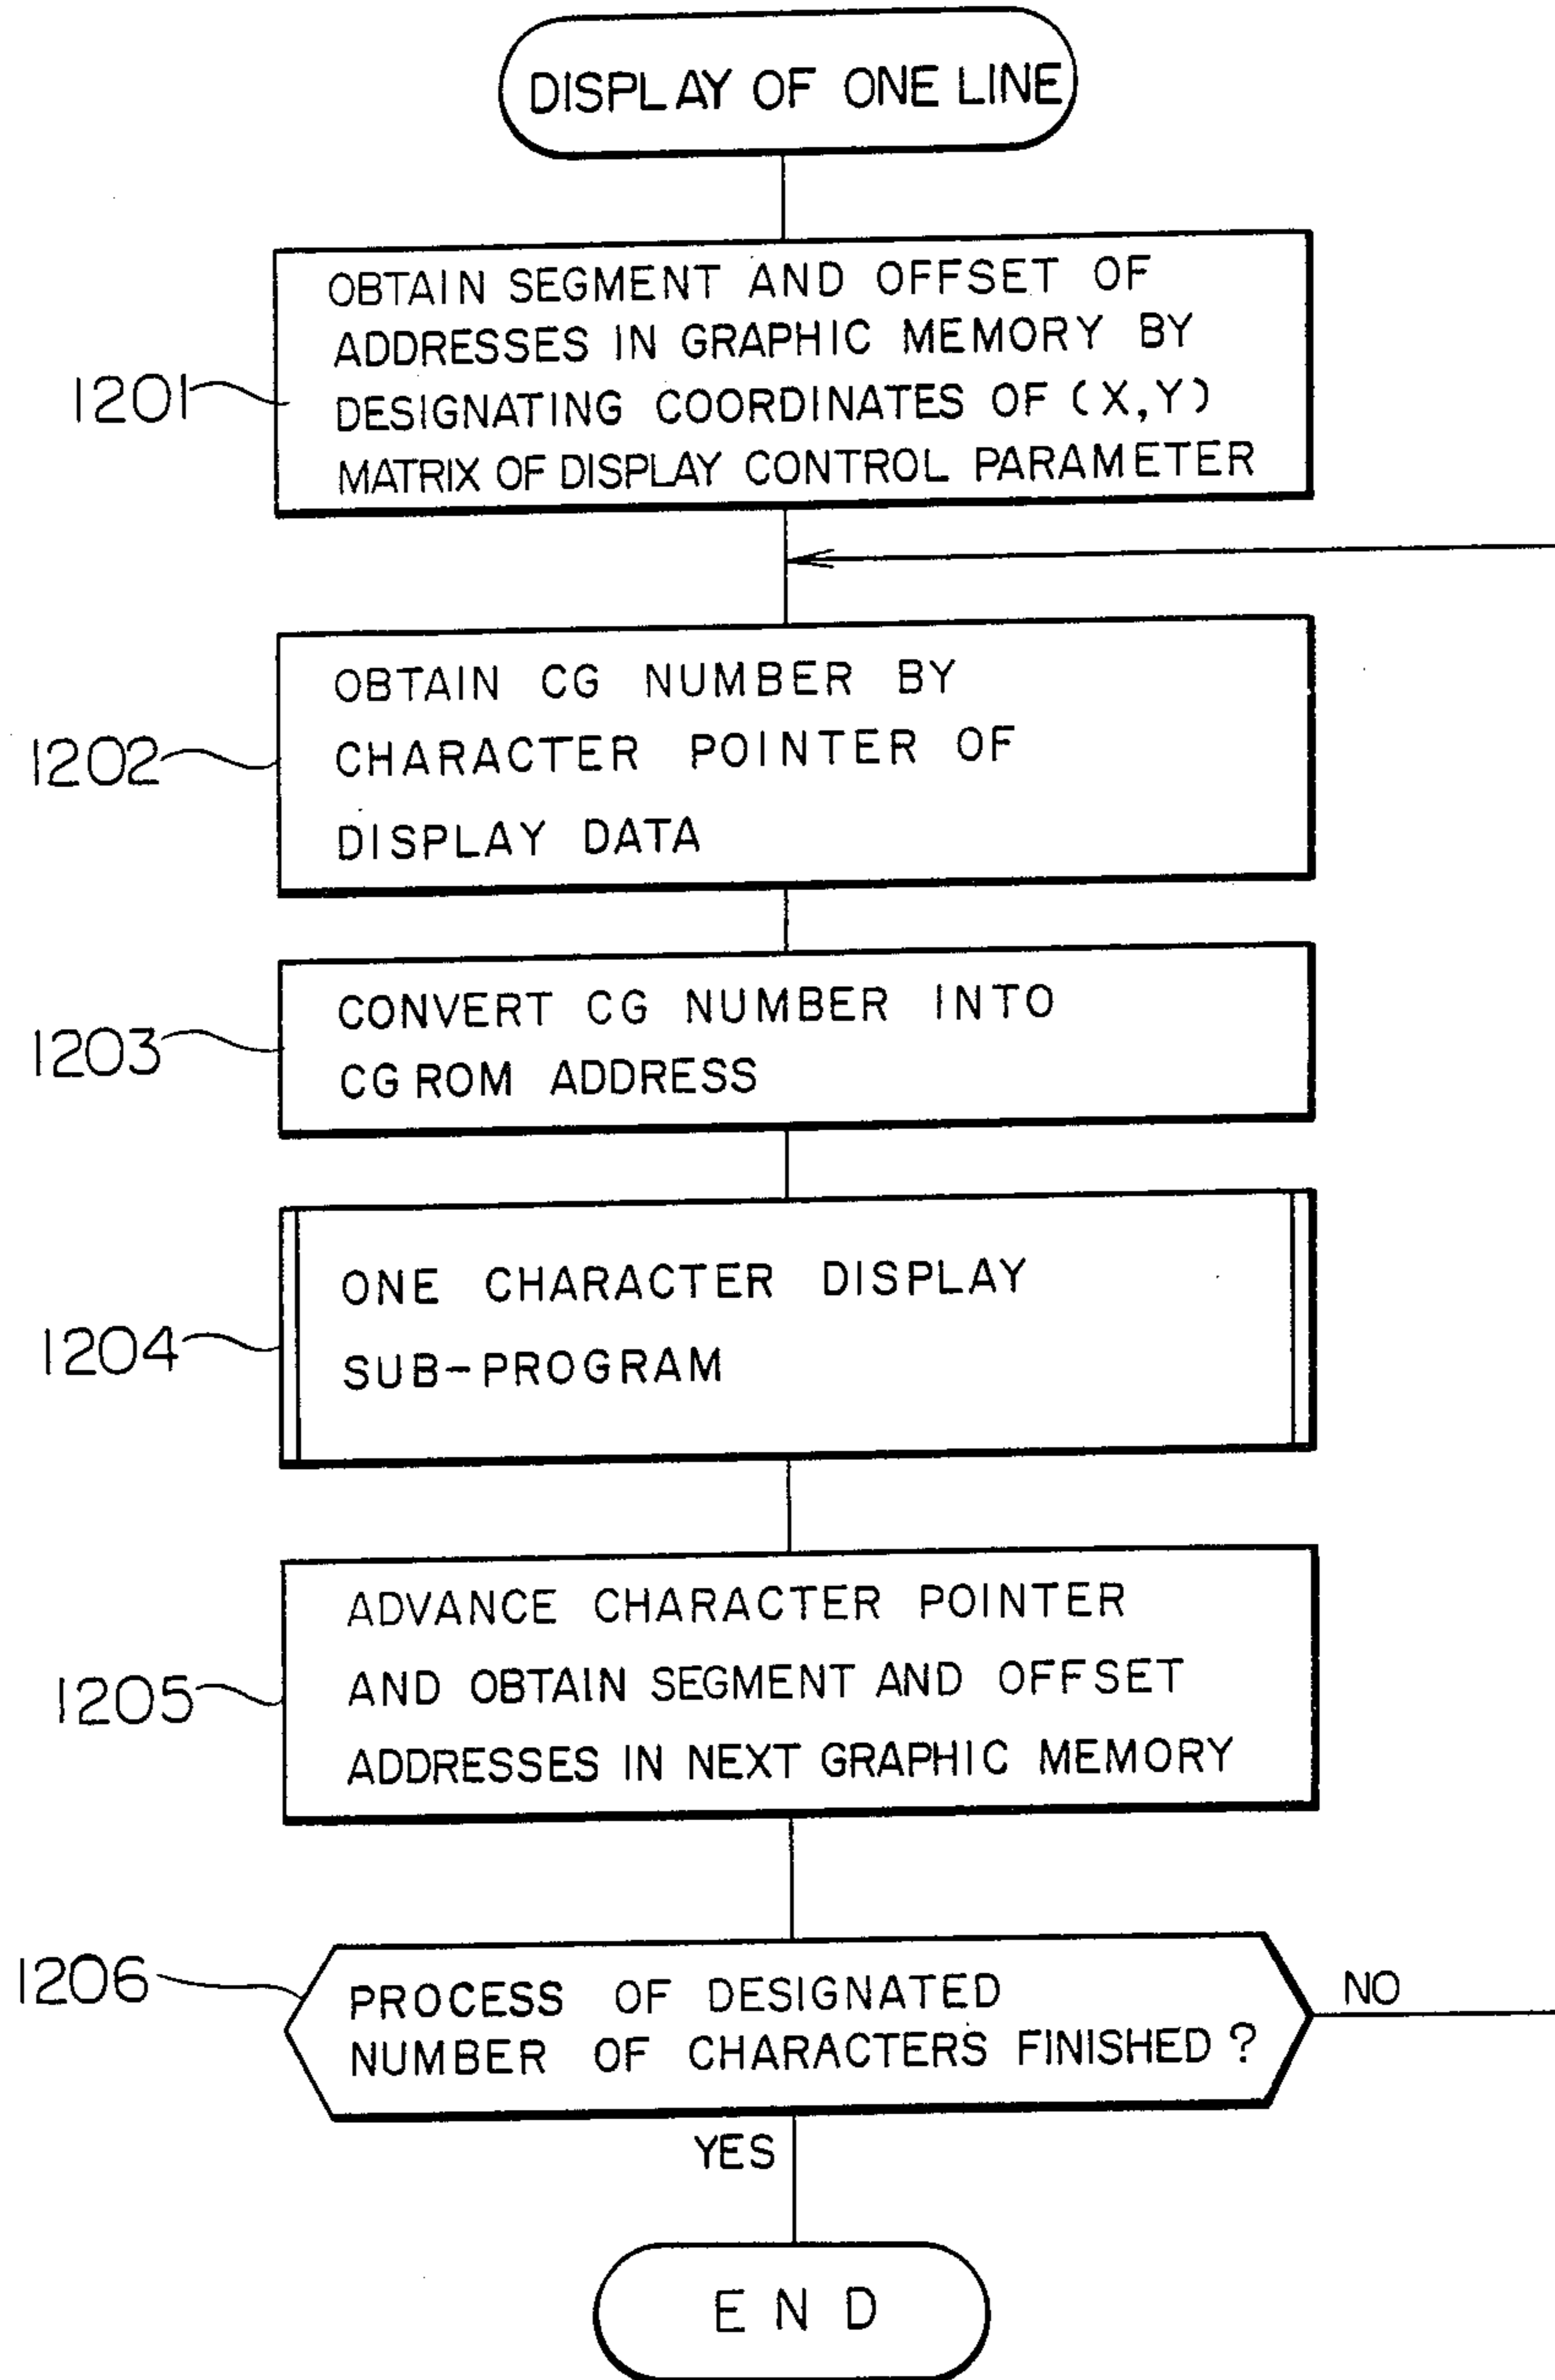 DISPLAY OF ONE LINE
OBTAIN SEGMENT AND OFFSET OF
ADDRESSES IN GRAPHIC MEMORY BY
1201
DESIGNATING COORDINATES OF (X,Y)
MATRIX OF DISPLAY CONTROL PARAMETER
OBTAIN CG NUMBER BY
1202
CHARACTER POINTER OF
DISPLAY DATA
CONVERT CG NUMBER INTO
1203
CG ROM ADDRESS
ONE CHARACTER DISPLAY
1204
SUB-PROGRAM
ADVANCE CHARACTER POINTER
1205
AND OBTAIN SEGMENT AND OFFSET
ADDRESSES IN NEXT GRAPHIC MEMORY
1206
PROCESS OF DESIGNATED
NUMBER OF CHARACTERS FINISHED ?
NO
YES
END